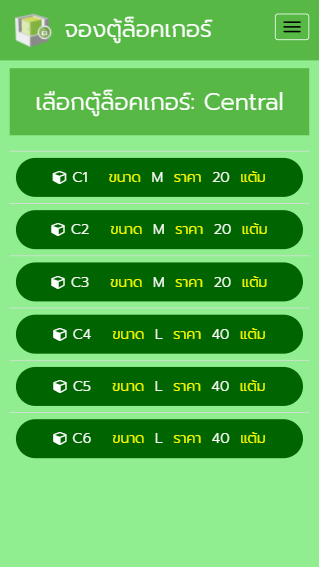 จองตู้ล็อคเกอร์
เลือกตู้ล็อคเกอร์: Central
C1 ขนาด M ราคา 20 แต้ม
C2 ขนาด M ราคา 20 แต้ม
C3 ขนาด M ราคา 20 แต้ม
C4 ขนาด L ราคา 40 แต้ม
C5 ขนาด L ราคา 40 แต้ม
C6 ขนาด L ราคา 40 แต้ม